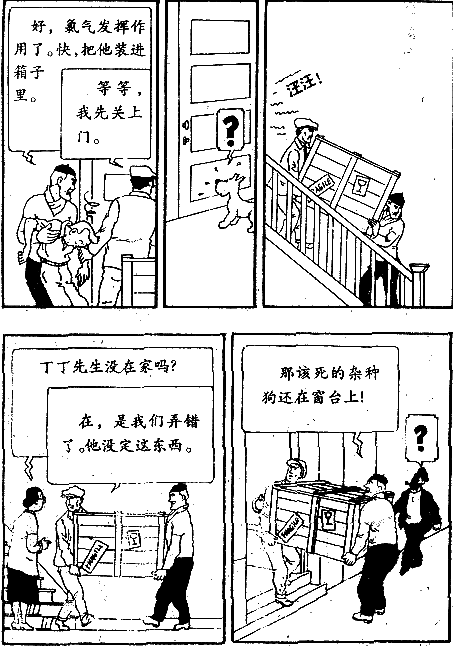 好，氯气发挥作
用了。快，把他装进
箱子
里。
等等，
我先关上
门。
?
汪汪！
FRAGILE
丁丁先生没在家吗？
在，是我们弄错
了。他没定这东西。
FRAGILE
那该死的杂种
狗还在窗台上！
?
FRAGILE